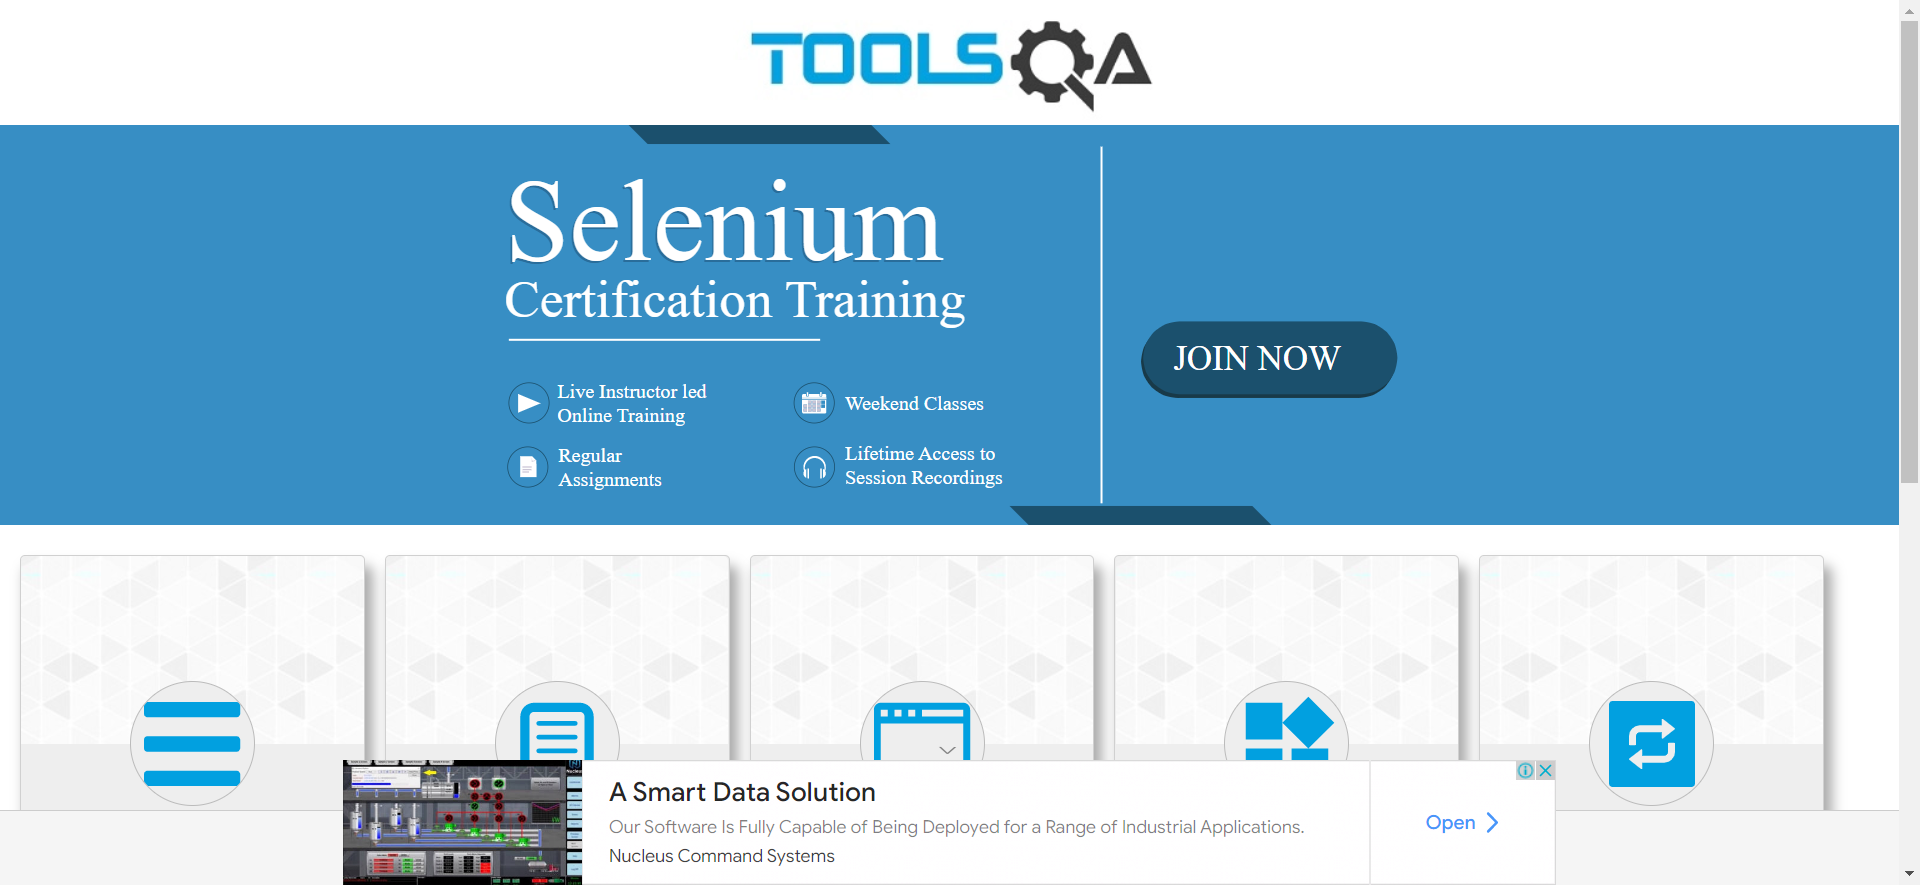 TOOLSQA
Selenium
Certification Training
Live Instructor led
Online Training
Weekend Classes
Regular
Assignments
Lifetime Access to
Session Recordings
JOIN NOW
A Smart Data Solution
Our Software Is Fully Capable of Being Deployed for a Range of Industrial Applications.
Nucleus Command Systems
Open